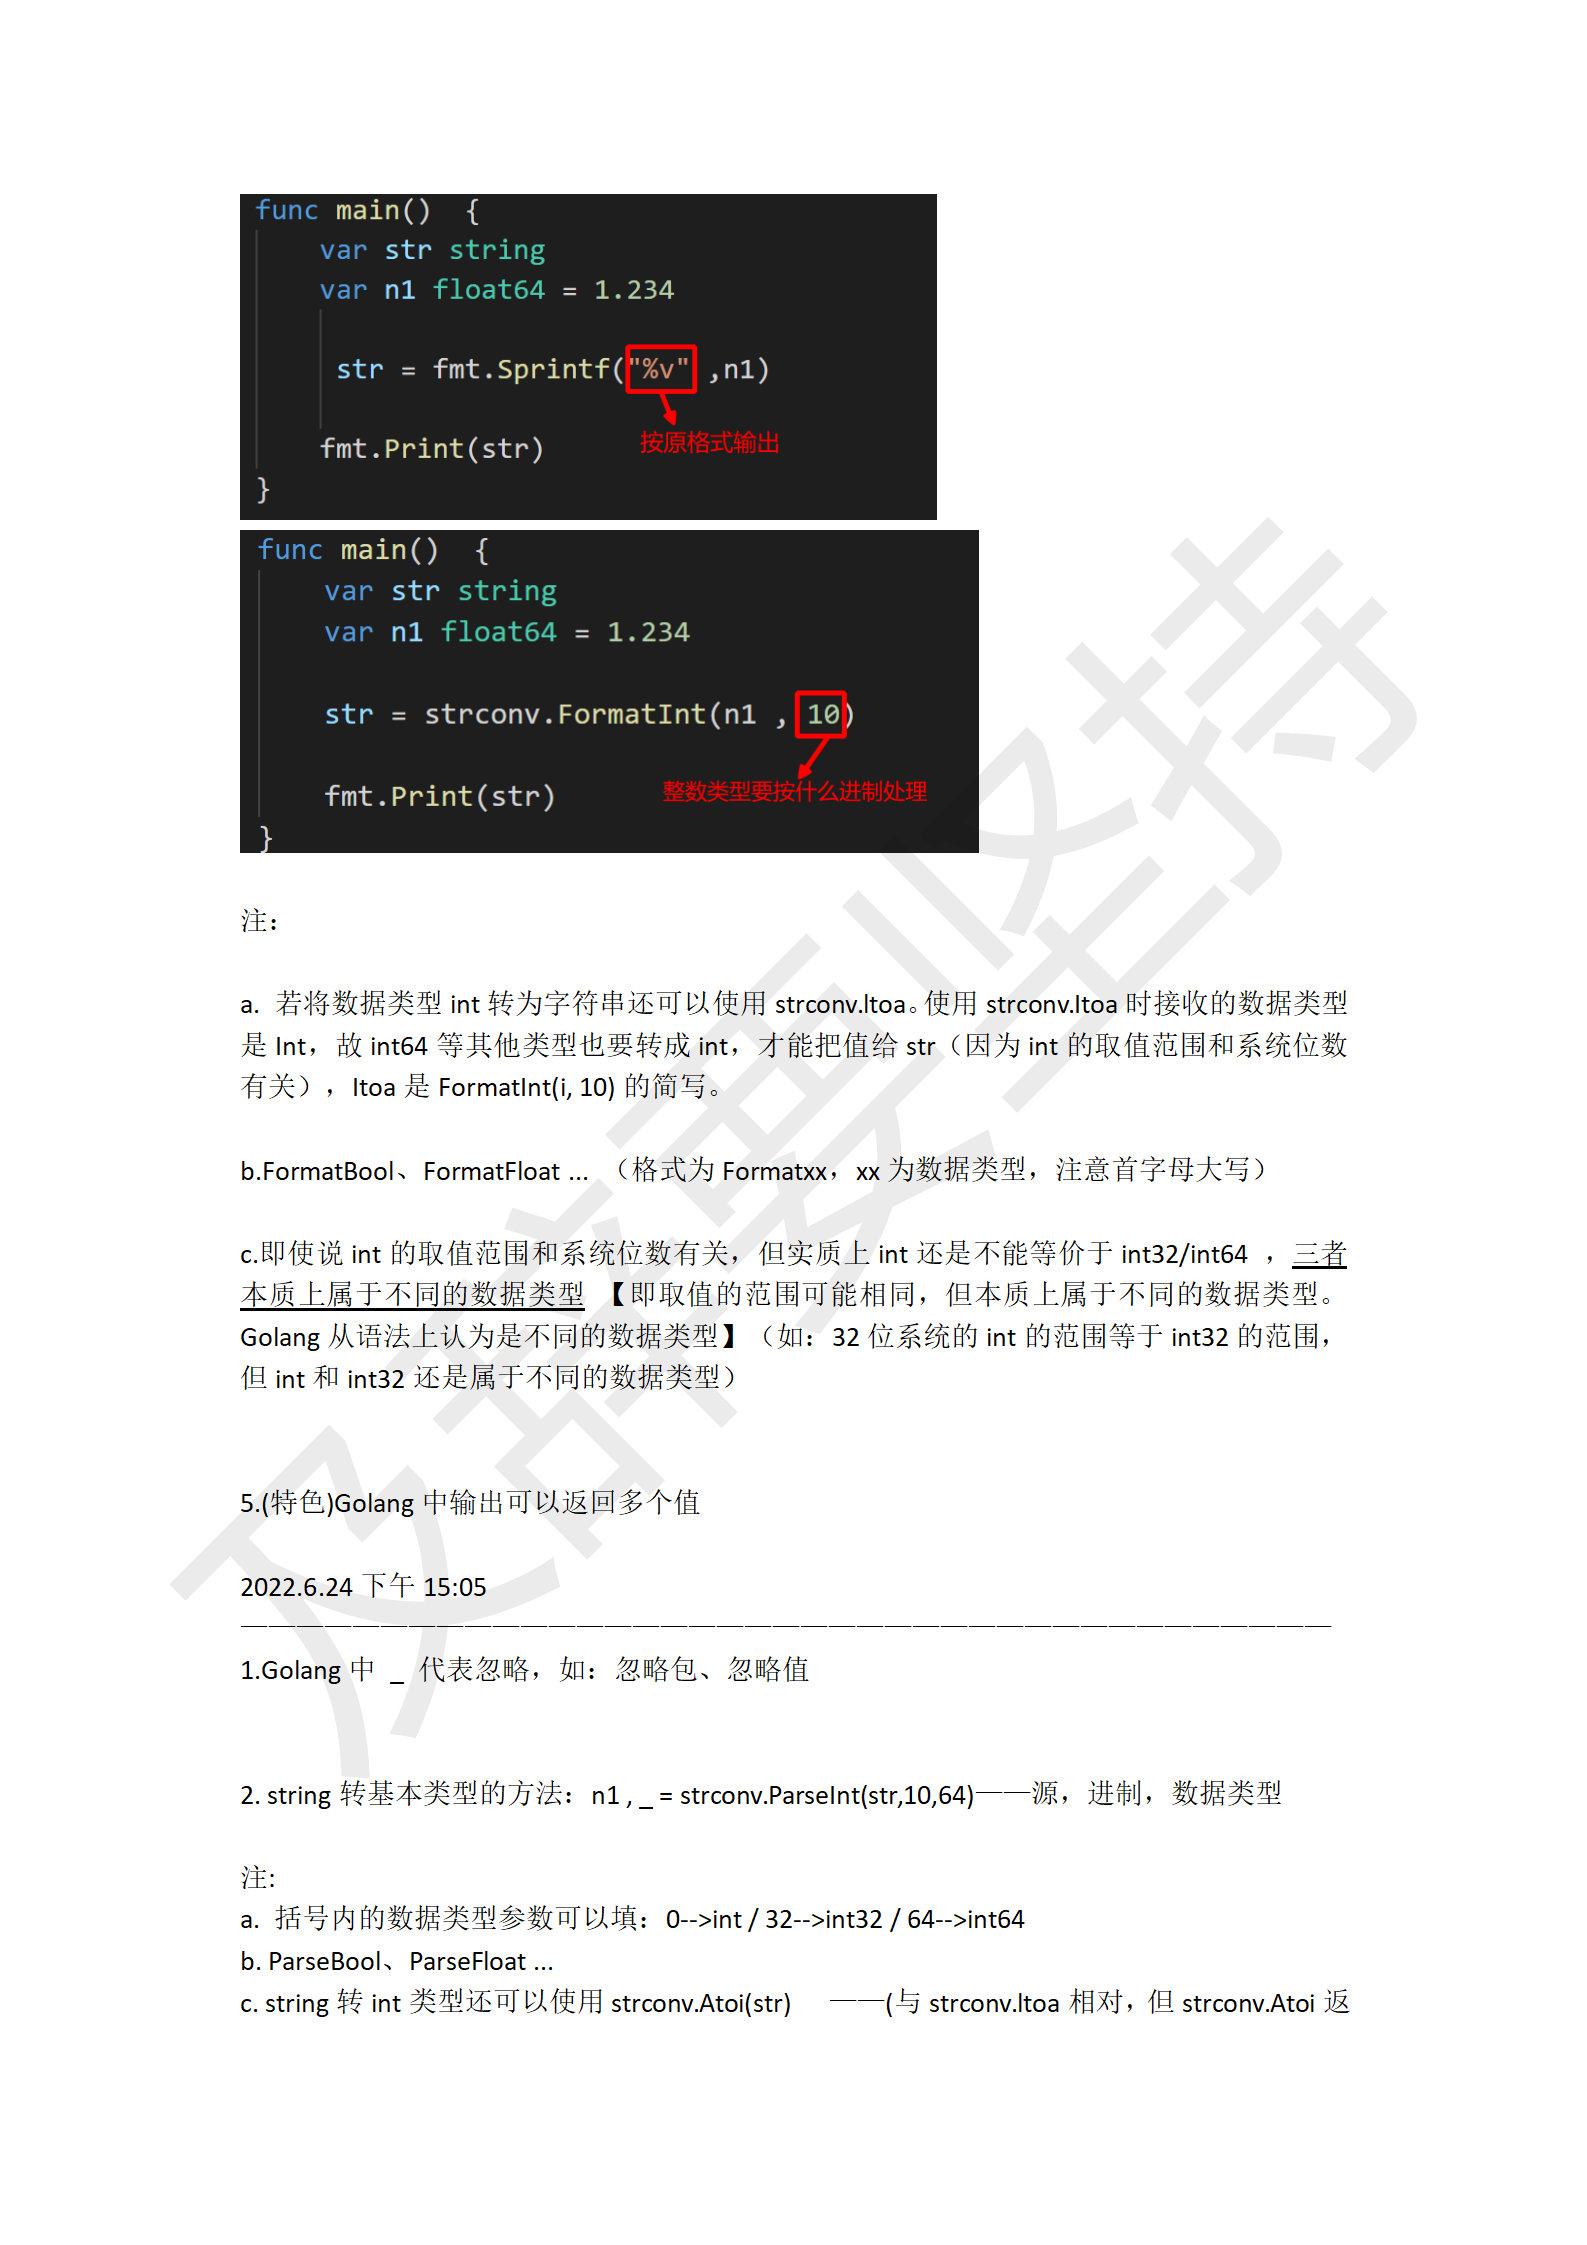 func main()  {
var str string
var n1 float64 = 1.234
str = fmt.Sprintf("%v" ,n1)
按原格式输出
fmt.Print(str)
}
func main()  {
var str string
var n1 float64 = 1.234
str = strconv.FormatInt(n1 , 10)
整数类型要按什么进制处理
fmt.Print(str)
}
注：
a. 若将数据类型 int 转为字符串还可以使用 strconv.ltoa。使用 strconv.Itoa 时接收的数据类型
是 Int，故 int64 等其他类型也要转成 int，才能把值给 str（因为 int 的取值范围和系统位数
有关），Itoa 是 FormatInt(i, 10) 的简写。
b.FormatBool、FormatFloat ... （格式为 Formatxx，xx 为数据类型，注意首字母大写）
c.即使说 int 的取值范围和系统位数有关，但实质上 int 还是不能等价于 int32/int64 ，三者
本质上属于不同的数据类型 【即取值的范围可能相同，但本质上属于不同的数据类型。
Golang 从语法上认为是不同的数据类型】（如：32 位系统的 int 的范围等于 int32 的范围，
但 int 和 int32 还是属于不同的数据类型）
5.(特色)Golang 中输出可以返回多个值
2022.6.24 下午 15:05
———————————————————————————————————————
1.Golang 中 _ 代表忽略，如：忽略包、忽略值
2. string 转基本类型的方法：n1 , _ = strconv.ParseInt(str,10,64)——源，进制，数据类型
注:
a. 括号内的数据类型参数可以填：0-->int / 32-->int32 / 64-->int64
b. ParseBool、ParseFloat ...
c. string 转 int 类型还可以使用 strconv.Atoi(str) ——(与 strconv.ltoa 相对，但 strconv.Atoi 返
及辞要坚持